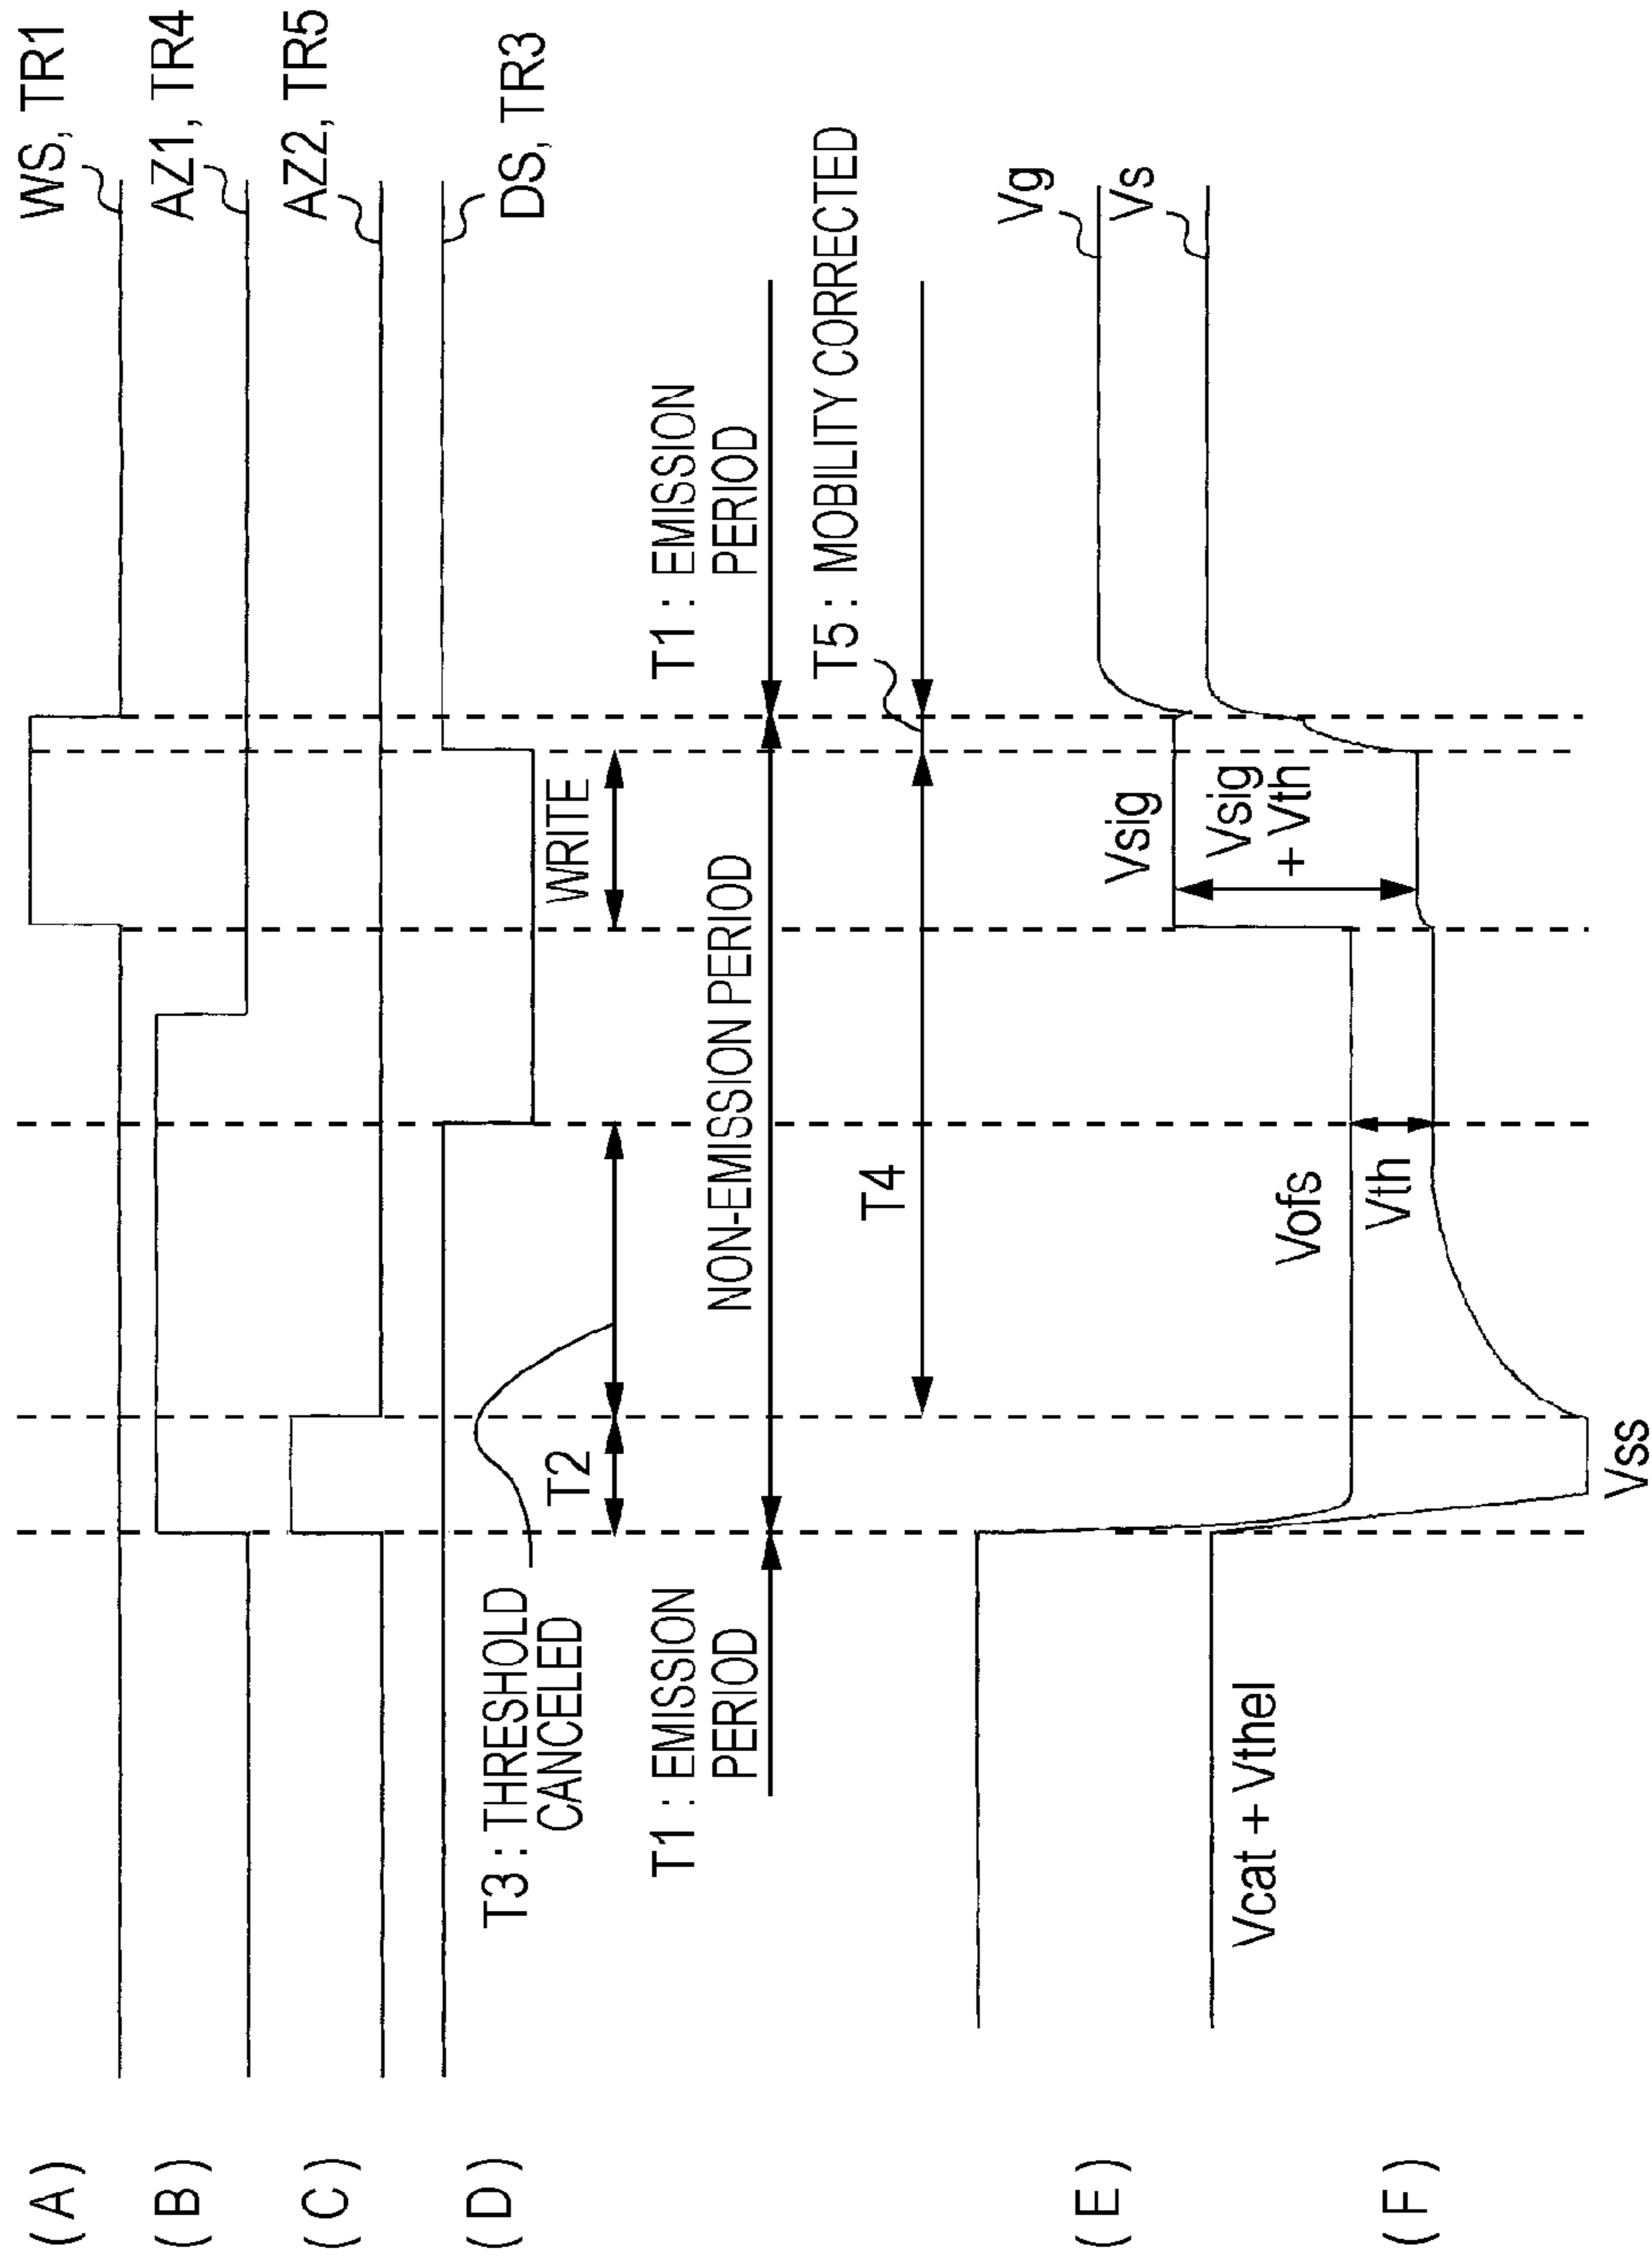 (A)
WS, TR1
(B)
AZ1, TR4
(C)
AZ2, TR5
(D)
DS, TR3
T3 : THRESHOLD
CANCELED
T2
WRITE
T1 : EMISSION
PERIOD
NON-EMISSION PERIOD
T1 : EMISSION
PERIOD
T4
T5 : MOBILITY CORRECTED
(E)
Vg
Vs
Vsig
Vsig
+ Vth
Vcat + Vthel
Vofs
Vth
(F)
Vss